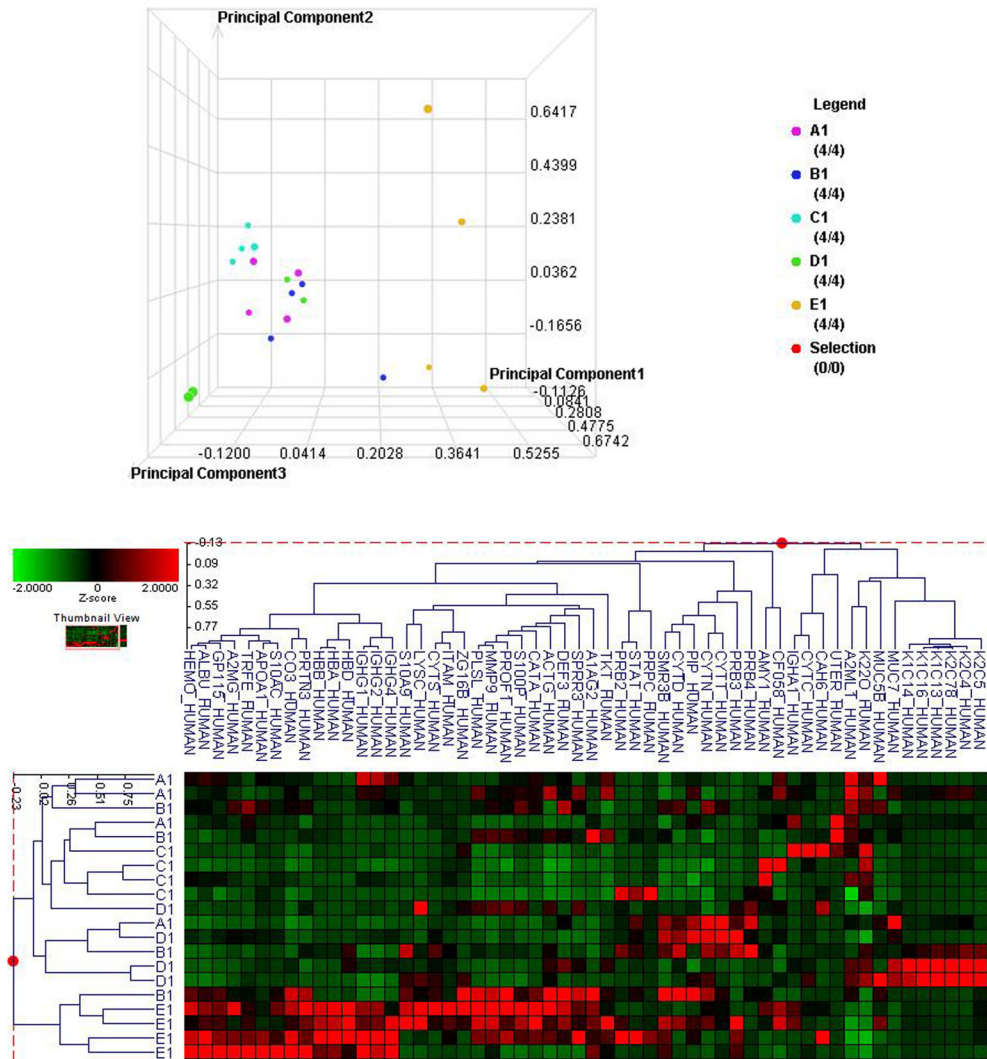 Principal Component2
0.6417
0.4399
0.2381
0.0362
-0.1656
Principal Component1
-0.1126
0.0841
0.2808
0.4775
0.6742
-0.1200 0.0414 0.2028 0.3641 0.5255
Principal Component3
Legend
A1
(4/4)
B1
(4/4)
C1
(4/4)
D1
(4/4)
E1
(4/4)
Selection
(0/0)
-2.0000 0 2.0000
Z-score
Thumbnail View
-0.13
0.09
0.32
0.55
0.77
HEMO_HUMAN
ALBU_HUMAN
GP115_HUMAN
A2MG_HUMAN
TRFE_HUMAN
APOA1_HUMAN
S10AC_HUMAN
CO3_HUMAN
PRTN3_HUMAN
HBB_HUMAN
HBA_HUMAN
HBD_HUMAN
IGHG1_HUMAN
IGHG2_HUMAN
IGHG4_HUMAN
S10A9_HUMAN
LYSC_HUMAN
CYTS_HUMAN
ITAM_HUMAN
ZG16B_HUMAN
PLSL_HUMAN
MMP9_HUMAN
PROF1_HUMAN
S100P_HUMAN
CATA_HUMAN
ACTG_HUMAN
DEF3_HUMAN
SPRR3_HUMAN
A1AG2_HUMAN
TKT_HUMAN
PRB2_HUMAN
STAT_HUMAN
PRPC_HUMAN
SMR3B_HUMAN
CYTD_HUMAN
PIP_HUMAN
CYTN_HUMAN
CYTT_HUMAN
PRB3_HUMAN
PRB4_HUMAN
AMY1_HUMAN
CF058_HUMAN
IGHA1_HUMAN
CYTC_HUMAN
CAH6_HUMAN
UTER_HUMAN
A2ML1_HUMAN
K22O_HUMAN
MUC5B_HUMAN
MUC7_HUMAN
K1C14_HUMAN
K1C16_HUMAN
K1C13_HUMAN
K2C78_HUMAN
K2C4_HUMAN
K2C5_HUMAN
-0.23 0.02 0.26 0.51 0.75
A1
A1
B1
A1
B1
C1
C1
C1
C1
D1
A1
D1
B1
D1
D1
B1
E1
E1
E1
E1